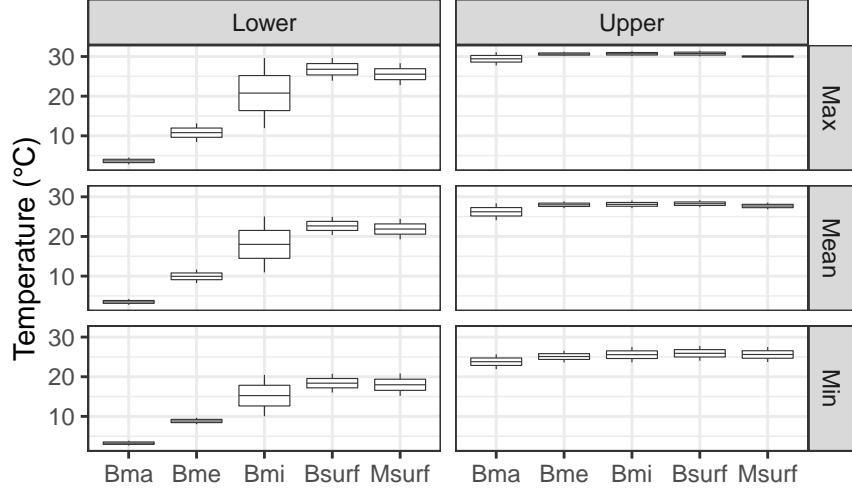 Lower Upper
Temperature (°C)
30
20
10
Max
30
20
10
Mean
30
20
10
Min
Bma Bme Bmi Bsurf Msurf Bma Bme Bmi Bsurf Msurf